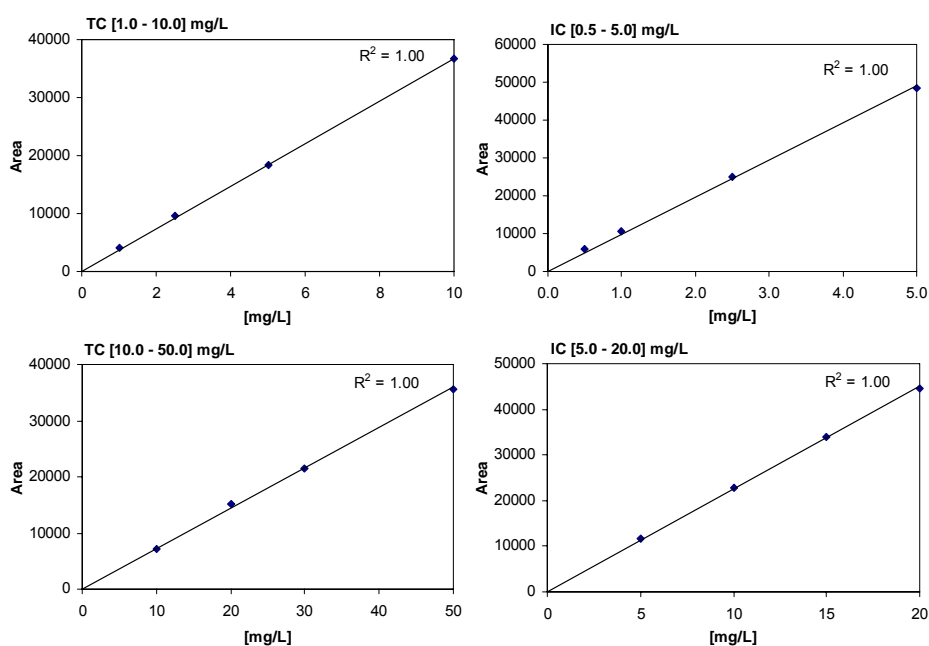 TC [1.0 - 10.0] mg/L
40000
R² = 1.00
30000
20000
10000
0
Area
0 2 4 6 8 10
[mg/L]
IC [0.5 - 5.0] mg/L
60000
R² = 1.00
50000
40000
30000
20000
10000
0
Area
0.0 1.0 2.0 3.0 4.0 5.0
[mg/L]
TC [10.0 - 50.0] mg/L
40000
R² = 1.00
30000
20000
10000
0
Area
0 10 20 30 40 50
[mg/L]
IC [5.0 - 20.0] mg/L
50000
R² = 1.00
40000
30000
20000
10000
0
Area
0 5 10 15 20
[mg/L]